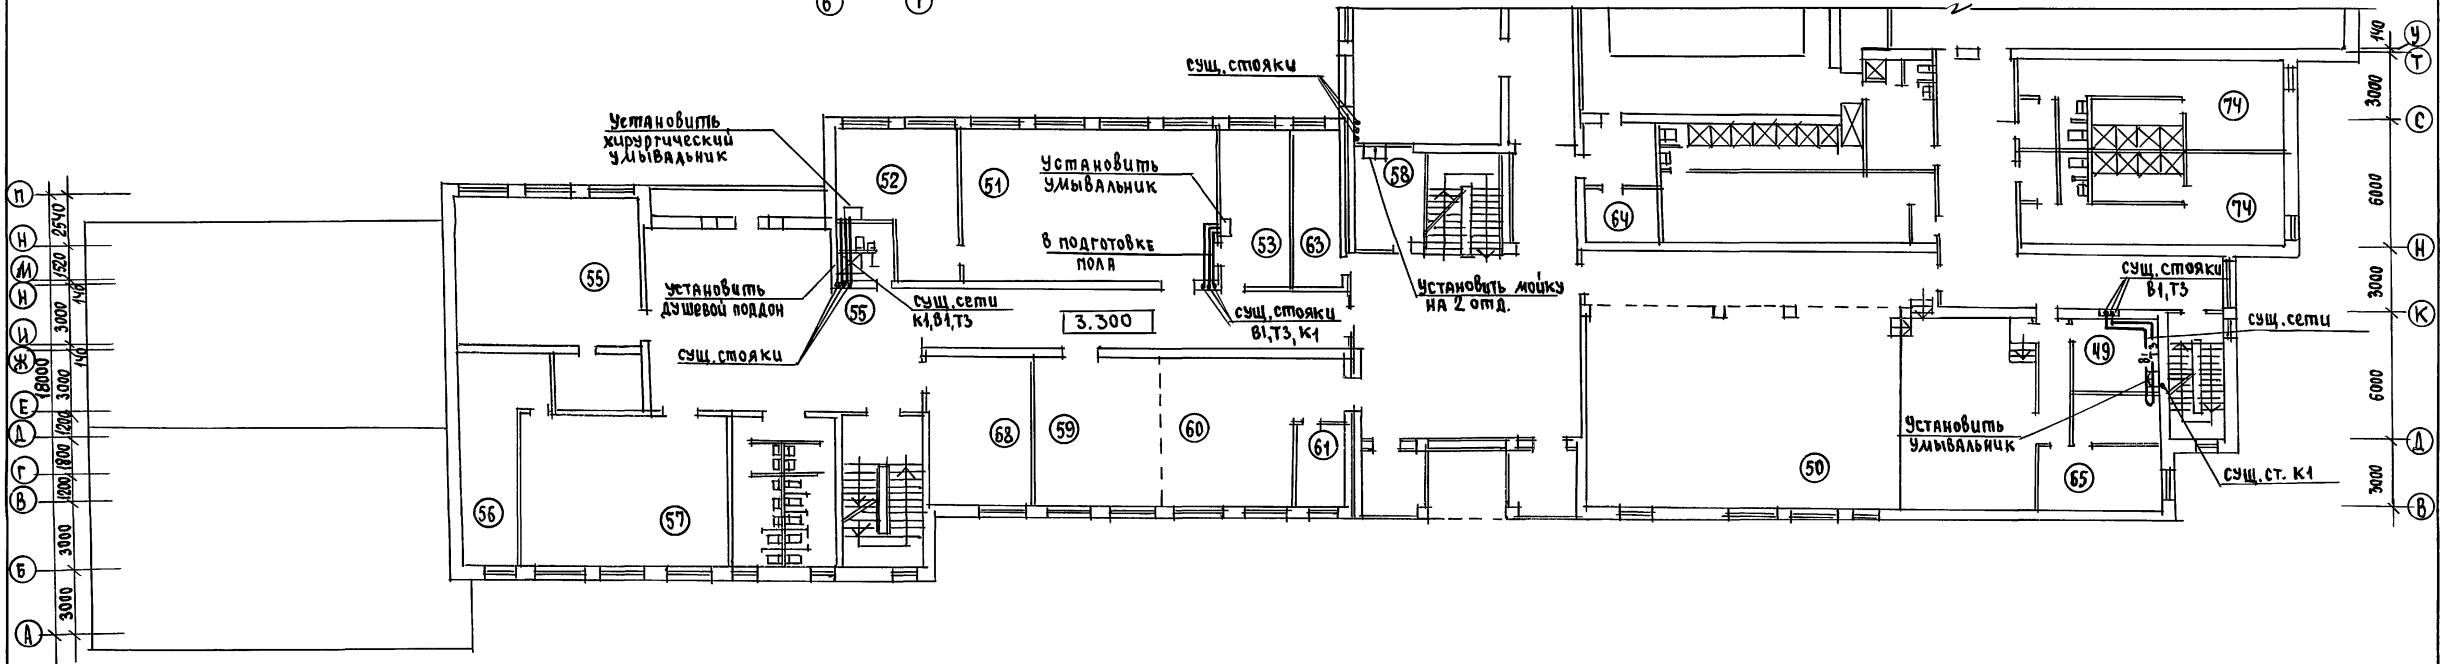 В
Г
сущ. стояки
Установить
хирургический
умывальник
Установить
умывальник
в подготовке
пола
Установить
душевой поддон
сущ. сети
К1,В1,Т3
сущ. стояки
сущ. стояки
В1,Т3,К1
3.300
Установить мойку
на 2 отд.
сущ. стояки
В1,Т3
сущ. сети
В1
Т3
Установить
умывальник
сущ. ст. К1
52
51
53
63
58
64
74
74
55
55
49
68
59
60
61
50
65
56
57
П
Н
М
Н
И
Ж
Е
Д
Г
В
Б
А
2540
1520
140
3000
140
18000
3000
1200
1800
1200
3000
3000
У
Т
С
Н
К
Д
В
140
3000
6000
3000
6000
3000